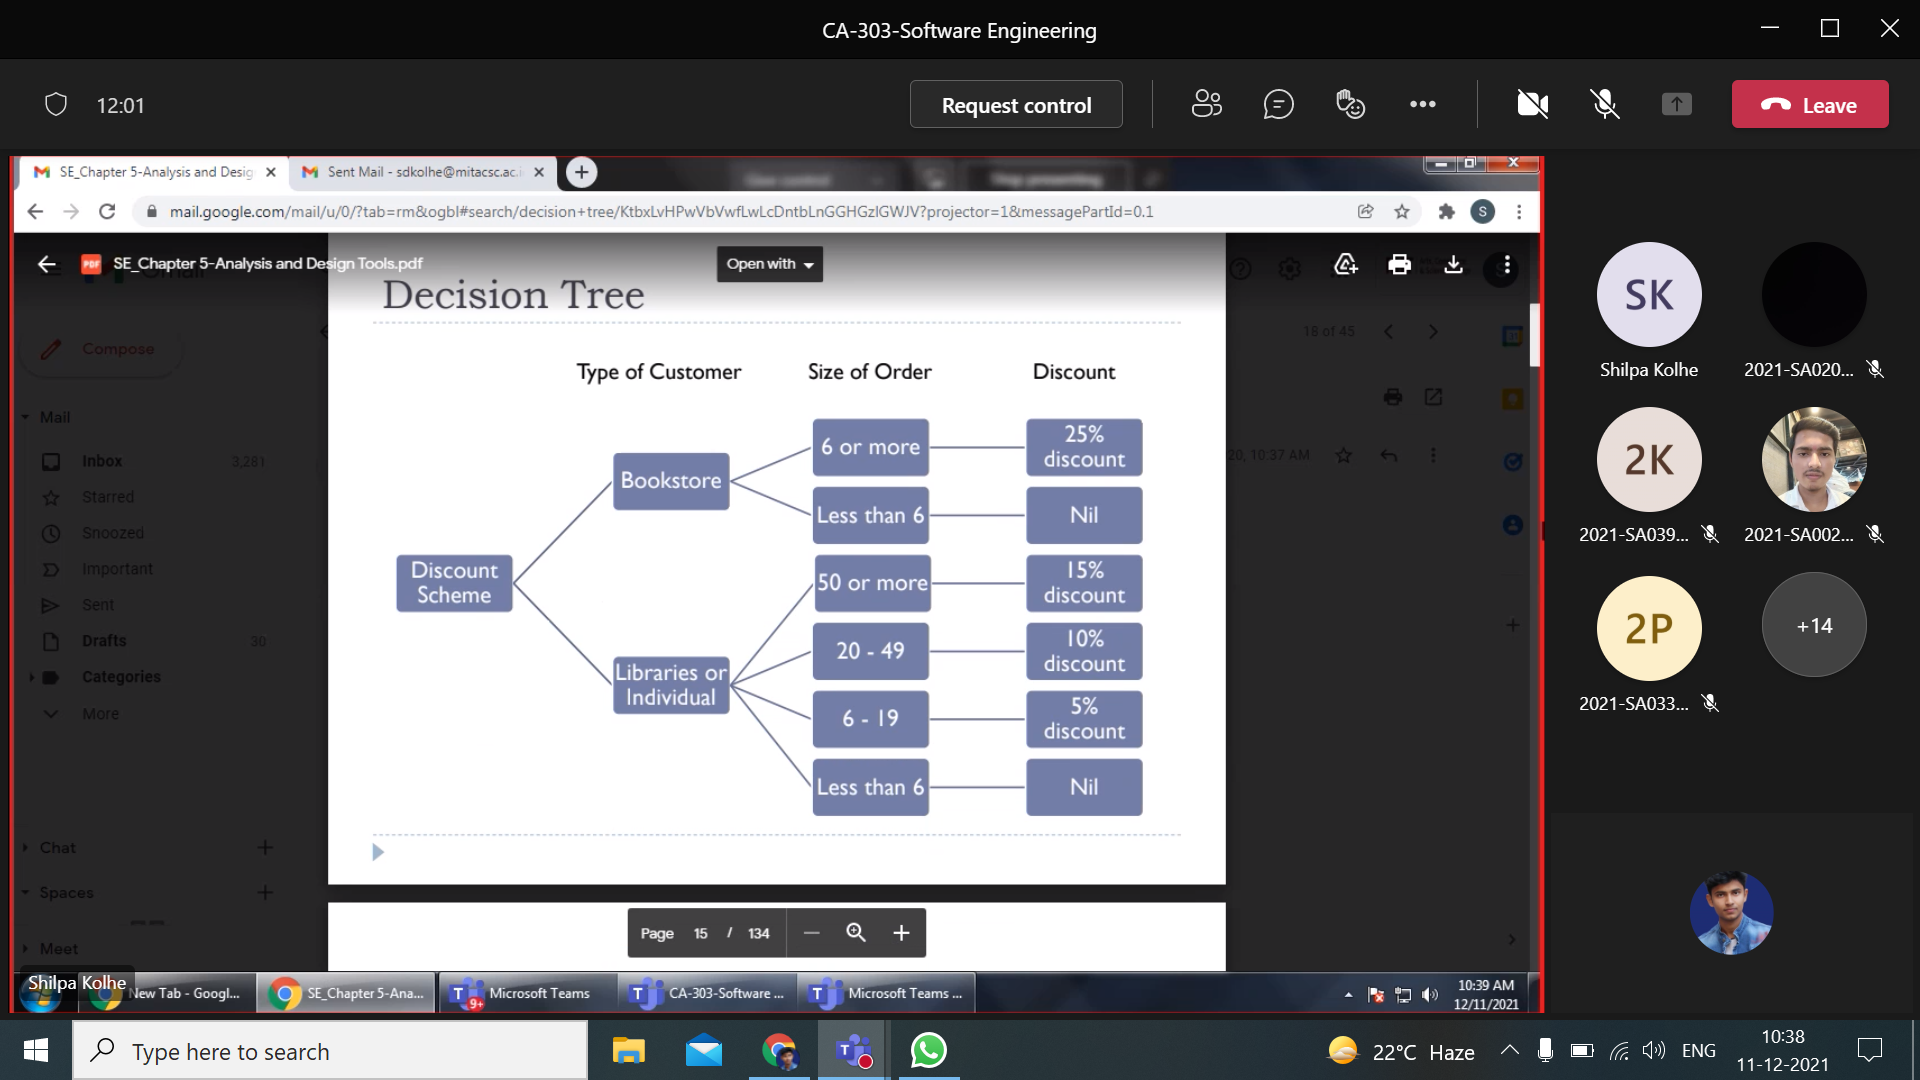 CA-303-Software Engineering
12:01
Request control
Leave
SE_Chapter 5-Analysis and Desig
Sent Mail - sdkolhe@mitacsc.ac.i
mail.google.com/mail/u/0/?tab=rm&ogbl#search/decision+tree/KtbxLvHPwVbVwfLwLcDntbLnGGHGzlGWJV?projector=1&messagePartId=0.1
S
PDF
SE_Chapter 5-Analysis and Design Tools.pdf
Open with
Decision Tree
Compose
18 of 45
Type of Customer
Size of Order
Discount
Mail
Inbox 3,281
Starred
Snoozed
Important
Sent
Drafts 30
Categories
More
20, 10:37 AM
Discount
Scheme
Bookstore
6 or more
25%
discount
Less than 6
Nil
Libraries or
Individual
50 or more
15%
discount
20 - 49
10%
discount
6 - 19
5%
discount
Less than 6
Nil
Chat
Spaces
Meet
Page 15 / 134
Shilpa Kolhe
New Tab - Googl...
SE_Chapter 5-Ana...
9+
Microsoft Teams
CA-303-Software ...
Microsoft Teams ...
10:39 AM
12/11/2021
SK
Shilpa Kolhe
2021-SA020...
2K
2021-SA039...
2021-SA002...
2P
2021-SA033...
+14
Type here to search
22°C Haze
ENG
10:38
11-12-2021